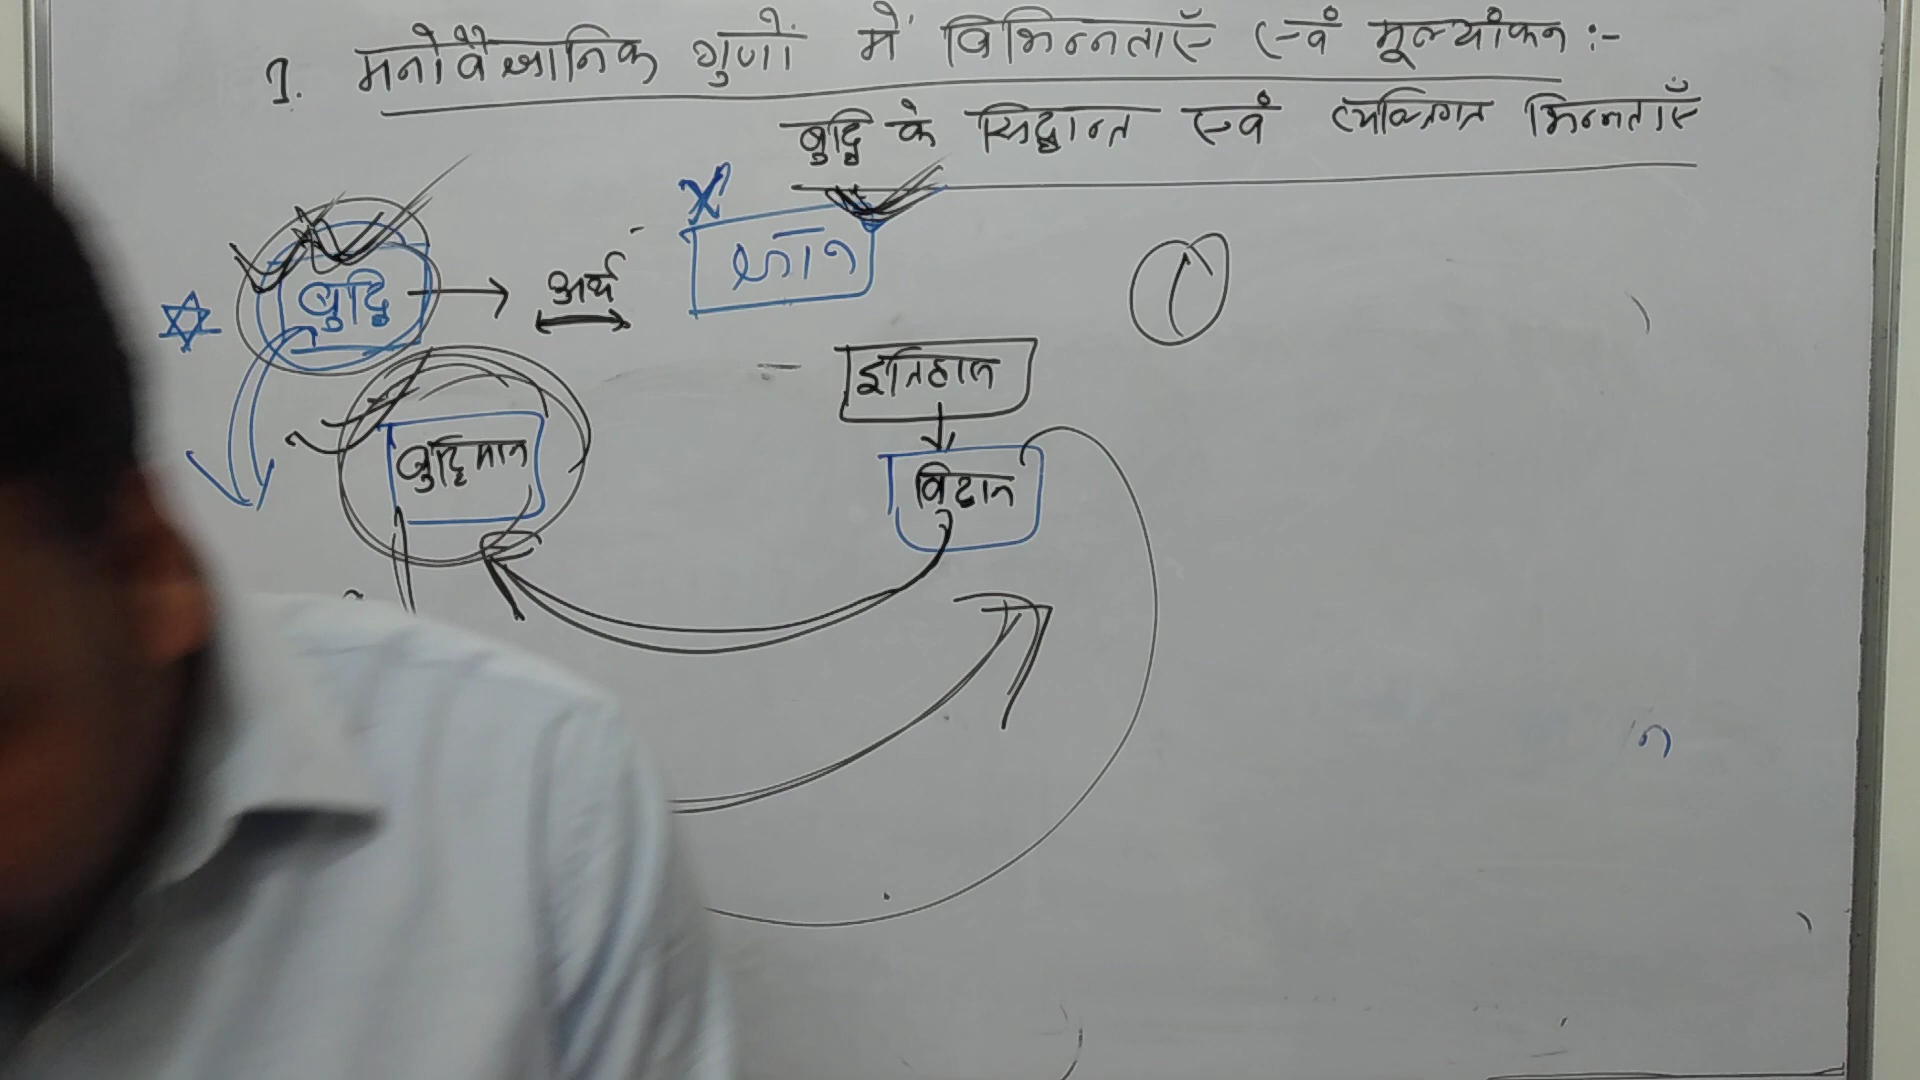 1. मनोवैज्ञानिक गुणों में विभिन्नताएँ एवं मूल्यांकन :-
बुद्धि के सिद्धान्त एवं व्यक्तिगत भिन्नताएँ
X
बुद्धि → अर्थ ज्ञान
इतिहास
बुद्धिमान विद्वान